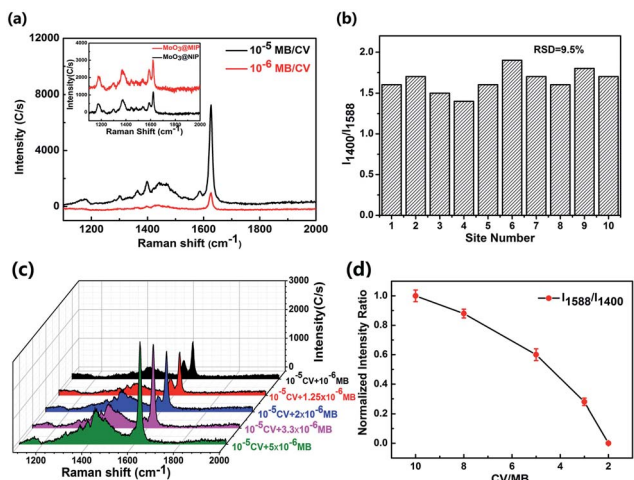 (a)
12000
8000
4000
0
Intensity (C/s)
10-5 MB/CV
10-6 MB/CV
3000
2000
1000
0
Intensity(C/s)
MoO3@MIP
MoO3@NIP
1200 1400 1600 1800 2000
Raman Shift (cm-1)
1200 1400 1600 1800 2000
Raman shift (cm-1)
(b)
RSD=9.5%
2.0
1.5
1.0
0.5
0.0
I1400/I1588
1 2 3 4 5 6 7 8 9 10
Site Number
(c)
3000
2000
1000
0
Intensity(C/s)
10-5CV+10-6MB
10-5CV+1.25x10-6MB
10-5CV+2x10-6MB
10-5CV+3.3x10-6MB
10-5CV+5x10-6MB
1200 1400 1600 1800 2000
Raman shift (cm-1)
(d)
I1588/I1400
1.0
0.8
0.6
0.4
0.2
0.0
Normalized Intensity Ratio
10 8 6 4 2
CV/MB